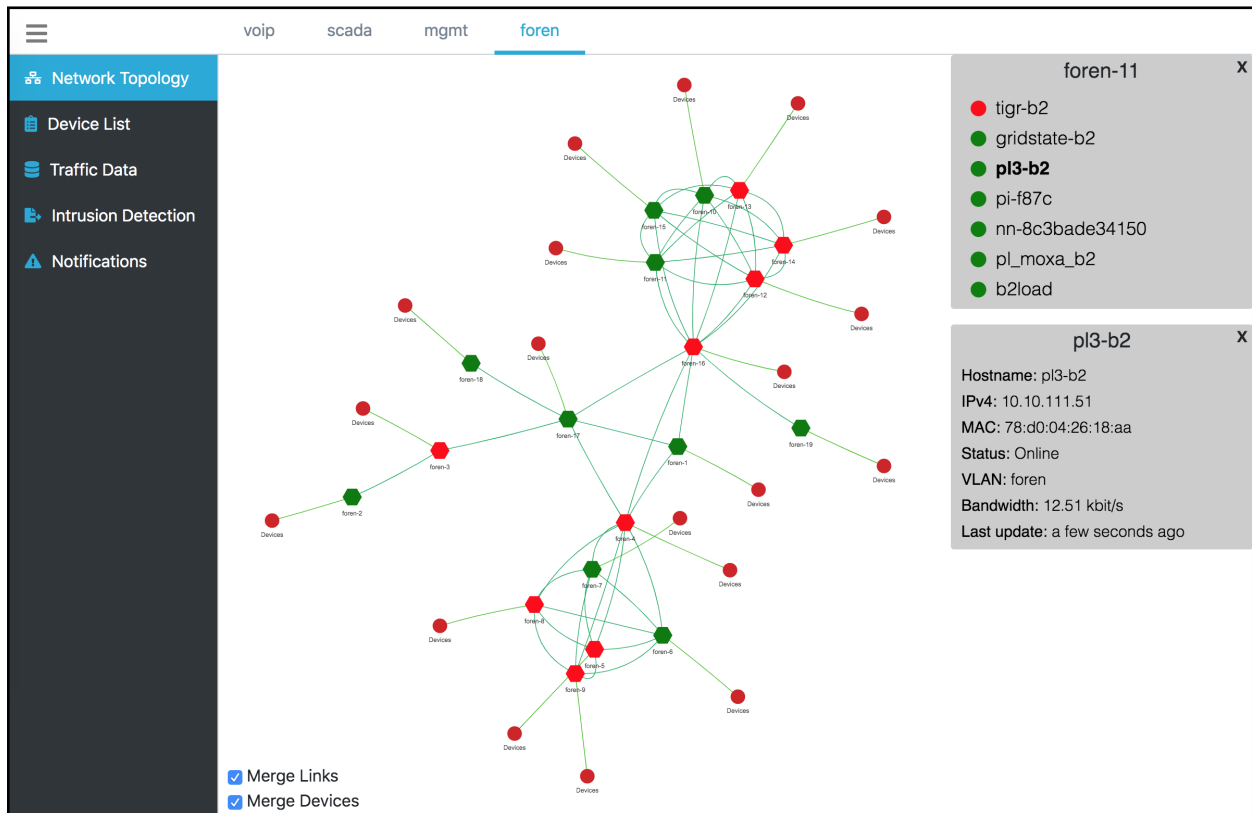 voip scada mgmt foren
Network Topology
Device List
Traffic Data
Intrusion Detection
Notifications
Devices
Devices
Devices
foren-10
foren-13
foren-15
Devices
foren-14
Devices
foren-11
foren-12
Devices
Devices
foren-16
Devices
foren-18
Devices
Devices
foren-17
foren-19
foren-3
foren-1
Devices
foren-2
Devices
Devices
Devices
foren-4
Devices
foren-7
Devices
foren-8
Devices
foren-6
foren-5
foren-9
Devices
Devices
Devices
Merge Links
Merge Devices
foren-11 X
tigr-b2
gridstate-b2
pl3-b2
pi-f87c
nn-8c3bade34150
pl_moxa_b2
b2load
pl3-b2 X
Hostname: pl3-b2
IPv4: 10.10.111.51
MAC: 78:d0:04:26:18:aa
Status: Online
VLAN: foren
Bandwidth: 12.51 kbit/s
Last update: a few seconds ago